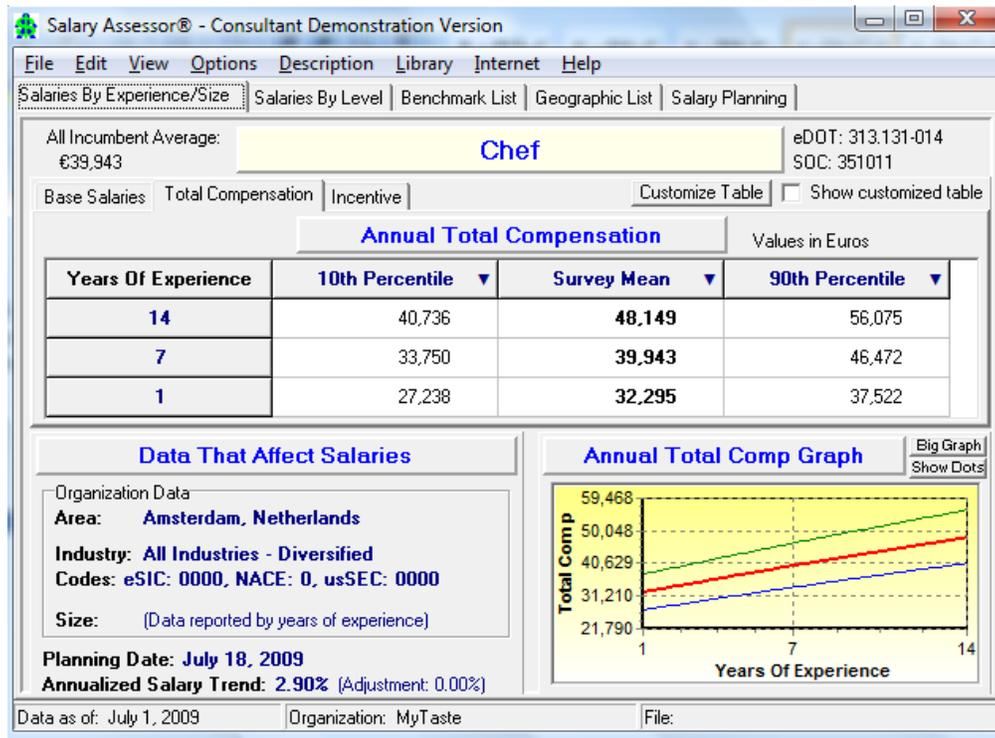 Salary Assessor® - Consultant Demonstration Version
File Edit View Options Description Library Internet Help
Salaries By Experience/Size Salaries By Level Benchmark List Geographic List Salary Planning
All Incumbent Average:
€39,943
Chef
eDOT: 313.131-014
SOC: 351011
Base Salaries Total Compensation Incentive Customize Table Show customized table
Annual Total Compensation Values in Euros
Years Of Experience 10th Percentile ▼ Survey Mean ▼ 90th Percentile ▼
14 40,736 48,149 56,075
7 33,750 39,943 46,472
1 27,238 32,295 37,522
Data That Affect Salaries
Organization Data
Area: Amsterdam, Netherlands
Industry: All Industries - Diversified
Codes: eSIC: 0000, NACE: 0, usSEC: 0000
Size: (Data reported by years of experience)
Planning Date: July 18, 2009
Annualized Salary Trend: 2.90% (Adjustment: 0.00%)
Annual Total Comp Graph
Big Graph
Show Dots
Total Comp
59,468
50,048
40,629
31,210
21,790
1 7 14
Years Of Experience
Data as of: July 1, 2009 Organization: MyTaste File: